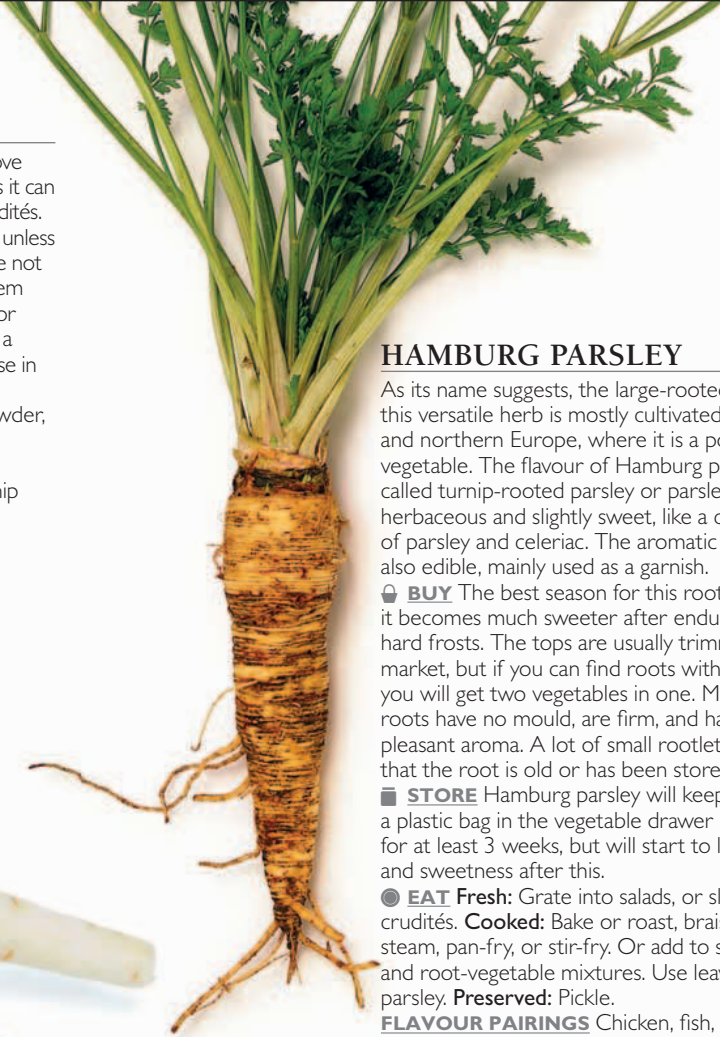 ve
it can
dités.
unless
e not
em
or
a
se in
wder,
ip
HAMBURG PARSLEY
As its name suggests, the large-rooted
this versatile herb is mostly cultivated
and northern Europe, where it is a po
vegetable. The flavour of Hamburg p
called turnip-rooted parsley or parsle
herbaceous and slightly sweet, like a c
of parsley and celeriac. The aromatic
also edible, mainly used as a garnish.
BUY The best season for this root
it becomes much sweeter after endu
hard frosts. The tops are usually trimm
market, but if you can find roots with
you will get two vegetables in one. M
roots have no mould, are firm, and ha
pleasant aroma. A lot of small rootlet
that the root is old or has been store
STORE Hamburg parsley will keep
a plastic bag in the vegetable drawer
for at least 3 weeks, but will start to l
and sweetness after this.
EAT Fresh: Grate into salads, or sl
crudités. Cooked: Bake or roast, brais
steam, pan-fry, or stir-fry. Or add to s
and root-vegetable mixtures. Use leav
parsley. Preserved: Pickle.
FLAVOUR PAIRINGS Chicken, fish,